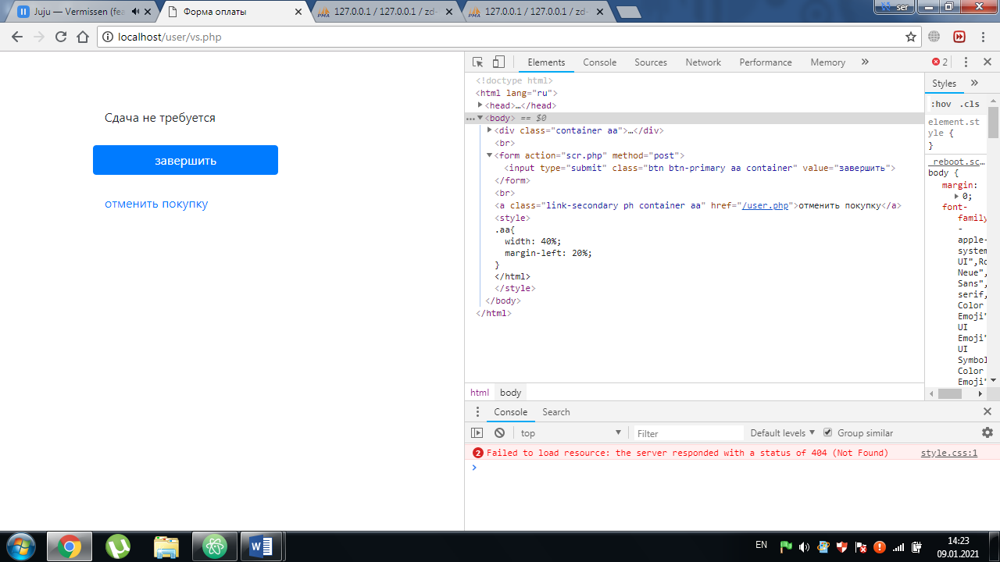 Juju — Vermissen (fea
Форма оплаты
127.0.0.1 / 127.0.0.1 / zd-
127.0.0.1 / 127.0.0.1 / zd-
ser
localhost/user/vs.php
Сдача не требуется
завершить
отменить покупку
Elements Console Sources Network Performance Memory » 2
<!doctype html>
<html lang="ru">
<head>…</head>
<body> == $0
<div class="container aa">…</div>
<br>
<form action="scr.php" method="post">
<input type="submit" class="btn btn-primary aa container" value="завершить">
</form>
<br>
<a class="link-secondary ph container aa" href="/user.php">отменить покупку</a>
<style>
.aa{
width: 40%;
margin-left: 20%;
}
</html>
</style>
</body>
</html>
html body
Styles »
:hov .cls
element.st
yle {
}
_reboot.sc…
body {
margin:
0;
font-
family
-
apple-
system
UI",Ro
Neue",
Sans",
serif,
Color
Emoji"
UI
Emoji"
UI
Symbol
Color
Emoji"
Console Search
top Filter Default levels Group similar
2 Failed to load resource: the server responded with a status of 404 (Not Found) style.css:1
EN
14:23
09.01.2021